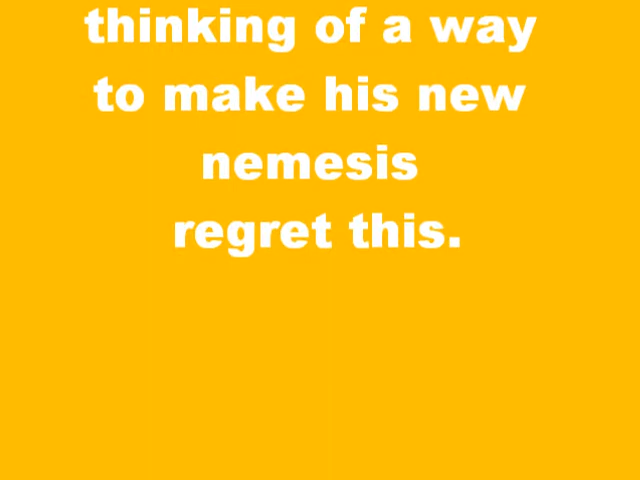 thinking of a way
to make his new
nemesis
regret this.